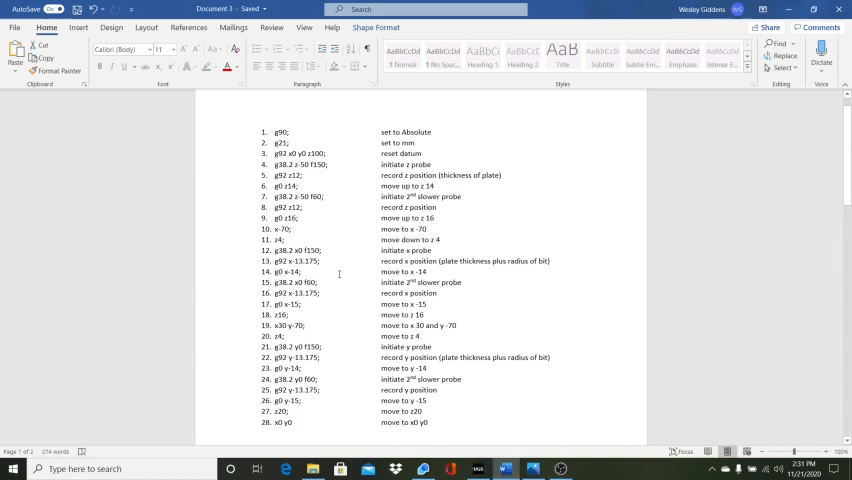 AutoSave On
Document 3 - Saved
Search
Wesley Giddens WG
File Home Insert Draw Design Layout References Mailings Review View Help Shape Format Share Comments
Paste Cut Copy Format Painter
Calibri (Body) 11
AaBbCcDd AaBbCcDd AaBbCc AaBbCcD AaB AaBbCcD AaBbCcDd AaBbCcDd AaBbCcDd
¶ Normal ¶ No Spac... Heading 1 Heading 2 Title Subtitle Subtle Em... Emphasis Intense E...
Find Replace Select Dictate
Clipboard Font Paragraph Styles Editing Voice
1. g90; set to Absolute
2. g21; set to mm
3. g92 x0 y0 z100; reset datum
4. g38.2 z-50 f150; initiate z probe
5. g92 z12; record z position (thickness of plate)
6. g0 z14; move up to z 14
7. g38.2 z-50 f60; initiate 2nd slower probe
8. g92 z12; record z position
9. g0 z16; move up to z 16
10. x-70; move to x -70
11. z4; move down to z 4
12. g38.2 x0 f150; initiate x probe
13. g92 x-13.175; record x position (plate thickness plus radius of bit)
14. g0 x-14; move to x -14
15. g38.2 x0 f60; initiate 2nd slower probe
16. g92 x-13.175; record x position
17. g0 x-15; move to x -15
18. z16; move to z 16
19. x30 y-70; move to x 30 and y -70
20. z4; move to z 4
21. g38.2 y0 f150; initiate y probe
22. g92 y-13.175; record y position (plate thickness plus radius of bit)
23. g0 y-14; move to y -14
24. g38.2 y0 f60; initiate 2nd slower probe
25. g92 y-13.175; record y position
26. g0 y-15; move to y -15
27. z20; move to z20
28. x0 y0 move to x0 y0
Page 1 of 2 274 words Focus 100%
Type here to search
UGS
2:31 PM
11/21/2020